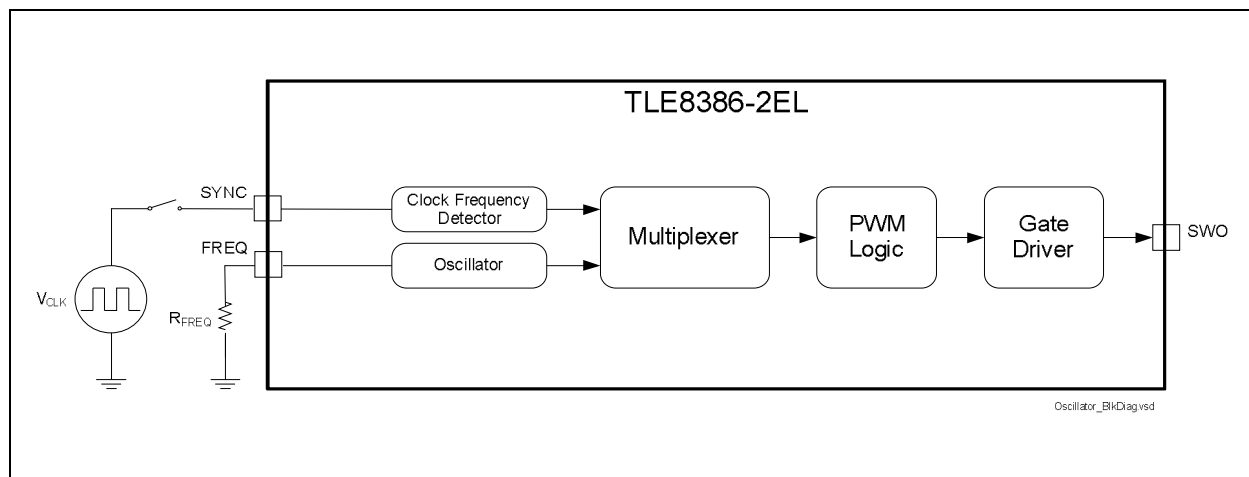 TLE8386-2EL
SYNC
Clock Frequency
Detector
Multiplexer
PWM
Logic
Gate
Driver
SWO
FREQ
Oscillator
VCLK
RFREQ
Oscillator_BlkDiag.vsd